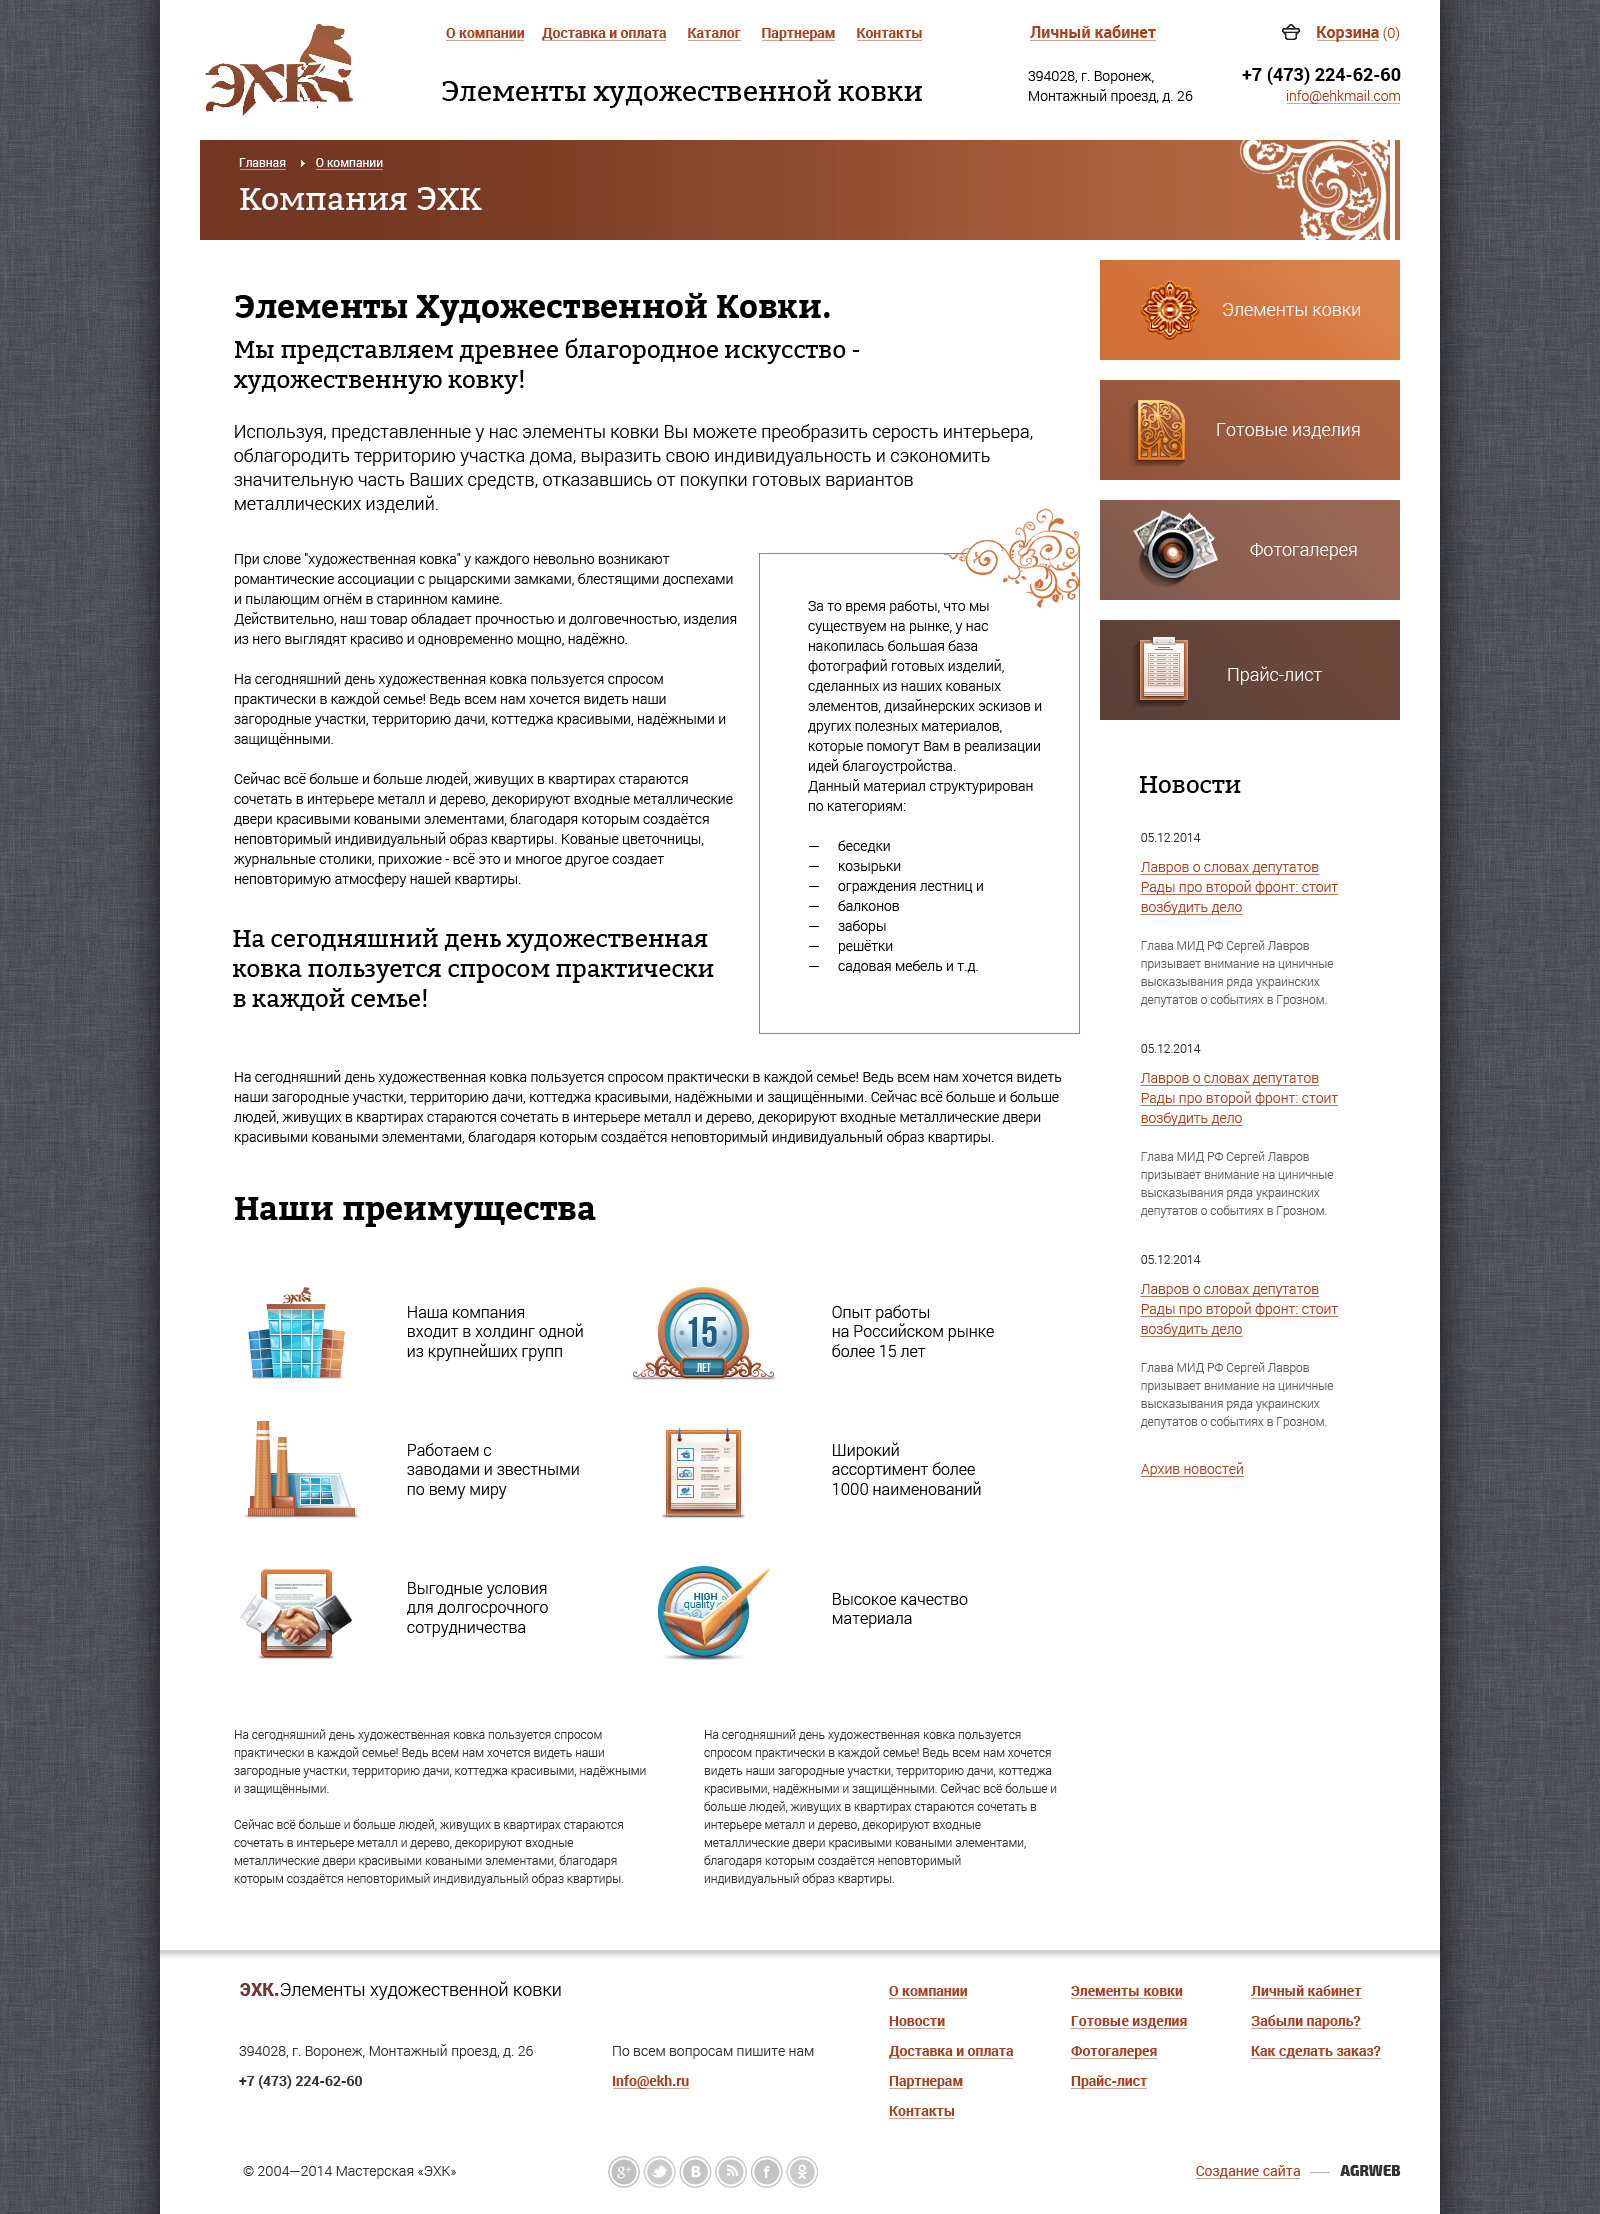 ЭХК
О компании Доставка и оплата Каталог Партнерам Контакты
Личный кабинет
Корзина (0)
Элементы художественной ковки
394028, г. Воронеж,
Монтажный проезд, д. 26
+7 (473) 224-62-60
info@ehkmail.com
Главная О компании
Компания ЭХК
Элементы Художественной Ковки.
Мы представляем древнее благородное искусство -
художественную ковку!
Используя, представленные у нас элементы ковки Вы можете преобразить серость интерьера,
облагородить территорию участка дома, выразить свою индивидуальность и сэкономить
значительную часть Ваших средств, отказавшись от покупки готовых вариантов
металлических изделий.
При слове "художественная ковка" у каждого невольно возникают
романтические ассоциации с рыцарскими замками, блестящими доспехами
и пылающим огнём в старинном камине.
Действительно, наш товар обладает прочностью и долговечностью, изделия
из него выглядят красиво и одновременно мощно, надёжно.
На сегодняшний день художественная ковка пользуется спросом
практически в каждой семье! Ведь всем нам хочется видеть наши
загородные участки, территорию дачи, коттеджа красивыми, надёжными и
защищёнными.
Сейчас всё больше и больше людей, живущих в квартирах стараются
сочетать в интерьере металл и дерево, декорируют входные металлические
двери красивыми коваными элементами, благодаря которым создаётся
неповторимый индивидуальный образ квартиры. Кованые цветочницы,
журнальные столики, прихожие - всё это и многое другое создает
неповторимую атмосферу нашей квартиры.
На сегодняшний день художественная
ковка пользуется спросом практически
в каждой семье!
За то время работы, что мы
существуем на рынке, у нас
накопилась большая база
фотографий готовых изделий,
сделанных из наших кованых
элементов, дизайнерских эскизов и
других полезных материалов,
которые помогут Вам в реализации
идей благоустройства.
Данный материал структурирован
по категориям:
— беседки
— козырьки
— ограждения лестниц и
— балконов
— заборы
— решётки
— садовая мебель и т.д.
На сегодняшний день художественная ковка пользуется спросом практически в каждой семье! Ведь всем нам хочется видеть
наши загородные участки, территорию дачи, коттеджа красивыми, надёжными и защищёнными. Сейчас всё больше и больше
людей, живущих в квартирах стараются сочетать в интерьере металл и дерево, декорируют входные металлические двери
красивыми коваными элементами, благодаря которым создаётся неповторимый индивидуальный образ квартиры.
Наши преимущества
ЭХК
Наша компания
входит в холдинг одной
из крупнейших групп
15
ЛЕТ
Опыт работы
на Российском рынке
более 15 лет
Работаем с
заводами и звестными
по вему миру
Широкий
ассортимент более
1000 наименований
Выгодные условия
для долгосрочного
сотрудничества
HIGH
quality
Высокое качество
материала
На сегодняшний день художественная ковка пользуется спросом
практически в каждой семье! Ведь всем нам хочется видеть наши
загородные участки, территорию дачи, коттеджа красивыми, надёжными
и защищёнными.
Сейчас всё больше и больше людей, живущих в квартирах стараются
сочетать в интерьере металл и дерево, декорируют входные
металлические двери красивыми коваными элементами, благодаря
которым создаётся неповторимый индивидуальный образ квартиры.
На сегодняшний день художественная ковка пользуется
спросом практически в каждой семье! Ведь всем нам хочется
видеть наши загородные участки, территорию дачи, коттеджа
красивыми, надёжными и защищёнными. Сейчас всё больше и
больше людей, живущих в квартирах стараются сочетать в
интерьере металл и дерево, декорируют входные
металлические двери красивыми коваными элементами,
благодаря которым создаётся неповторимый
индивидуальный образ квартиры.
Элементы ковки
Готовые изделия
Фотогалерея
Прайс-лист
Новости
05.12.2014
Лавров о словах депутатов
Рады про второй фронт: стоит
возбудить дело
Глава МИД РФ Сергей Лавров
призывает внимание на циничные
высказывания ряда украинских
депутатов о событиях в Грозном.
05.12.2014
Лавров о словах депутатов
Рады про второй фронт: стоит
возбудить дело
Глава МИД РФ Сергей Лавров
призывает внимание на циничные
высказывания ряда украинских
депутатов о событиях в Грозном.
05.12.2014
Лавров о словах депутатов
Рады про второй фронт: стоит
возбудить дело
Глава МИД РФ Сергей Лавров
призывает внимание на циничные
высказывания ряда украинских
депутатов о событиях в Грозном.
Архив новостей
ЭХК.Элементы художественной ковки
394028, г. Воронеж, Монтажный проезд, д. 26
+7 (473) 224-62-60
По всем вопросам пишите нам
Info@ekh.ru
О компании
Новости
Доставка и оплата
Партнерам
Контакты
Элементы ковки
Готовые изделия
Фотогалерея
Прайс-лист
Личный кабинет
Забыли пароль?
Как сделать заказ?
© 2004—2014 Мастерская «ЭХК»
g+ B f
Создание сайта — AGRWEB